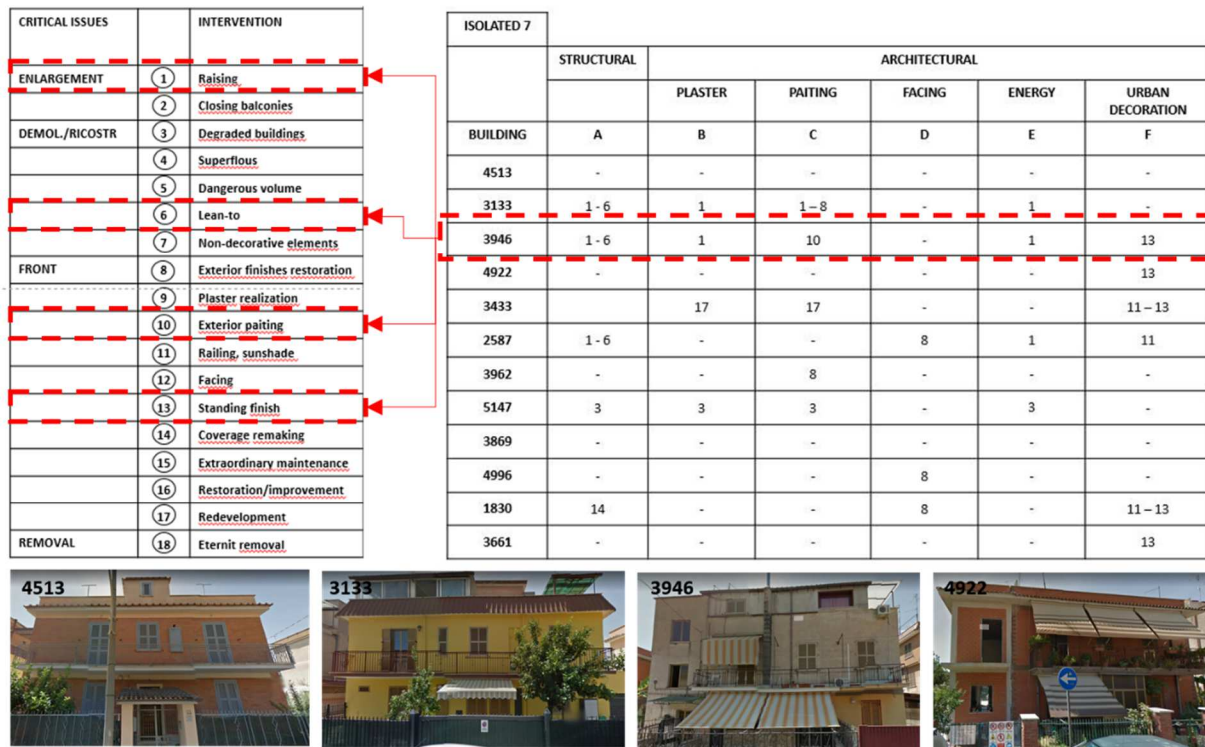 CRITICAL ISSUES INTERVENTION
ENLARGEMENT 1 Raising
2 Closing balconies
DEMOL./RICOSTR 3 Degraded buildings
4 Superflous
5 Dangerous volume
6 Lean-to
7 Non-decorative elements
FRONT 8 Exterior finishes restoration
9 Plaster realization
10 Exterior paiting
11 Railing, sunshade
12 Facing
13 Standing finish
14 Coverage remaking
15 Extraordinary maintenance
16 Restoration/improvement
17 Redevelopment
REMOVAL 18 Eternit removal
ISOLATED 7
STRUCTURAL ARCHITECTURAL
PLASTER PAITING FACING ENERGY URBAN
DECORATION
BUILDING A B C D E F
4513 - - - - - -
3133 1 - 6 1 1 – 8 - 1 -
3946 1 - 6 1 10 - 1 13
4922 - - - - - 13
3433 - 17 17 - - 11 – 13
2587 1 - 6 - - 8 1 11
3962 - - 8 - - -
5147 3 3 3 - 3 -
3869 - - - - - -
4996 - - - 8 - -
1830 14 - - 8 - 11 – 13
3661 - - - - - 13
4513 3133 3946 4922